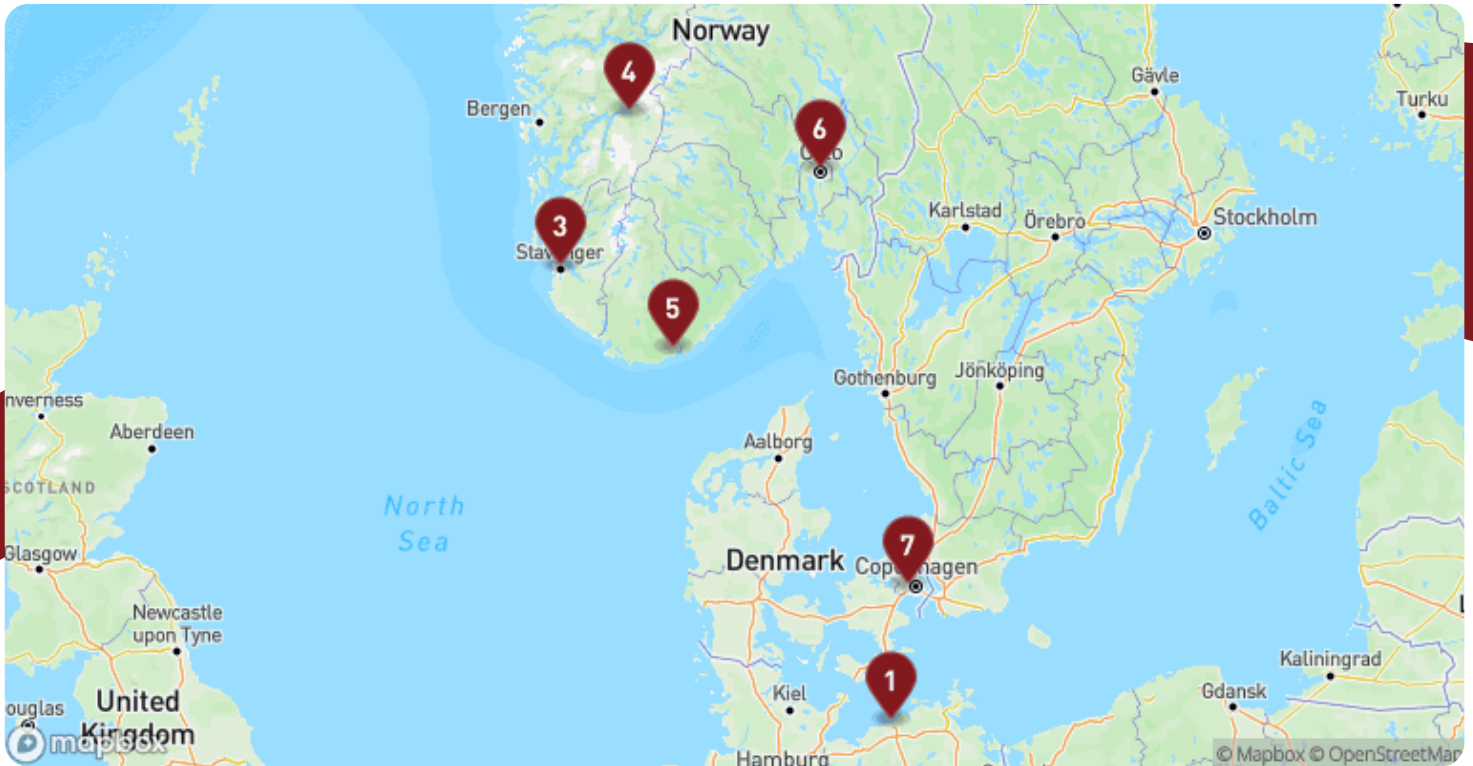 Norway
4
Gävle
Bergen
Turku
6
Karlstad
Örebro
Stockholm
3
Stavanger
5
Gothenburg
Jönköping
Aberdeen
Aalborg
SCOTLAND
North
Sea
Baltic Sea
7
Glasgow
Denmark
Copenhagen
Newcastle
upon Tyne
1
Kaliningrad
Kiel
Gdansk
United
Kingdom
mapbox
Hamburg
© Mapbox © OpenStreetMap